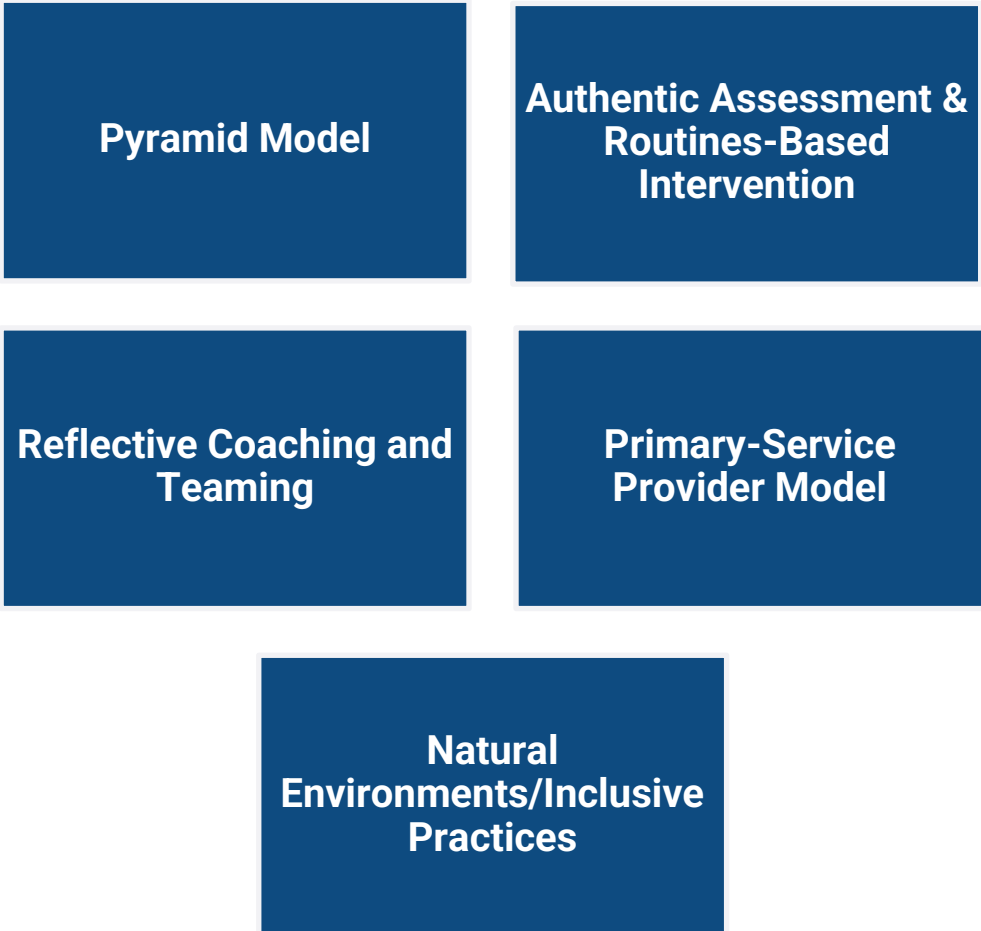 Pyramid Model
Authentic Assessment &
Routines-Based
Intervention
Reflective Coaching and
Teaming
Primary-Service
Provider Model
Natural
Environments/Inclusive
Practices